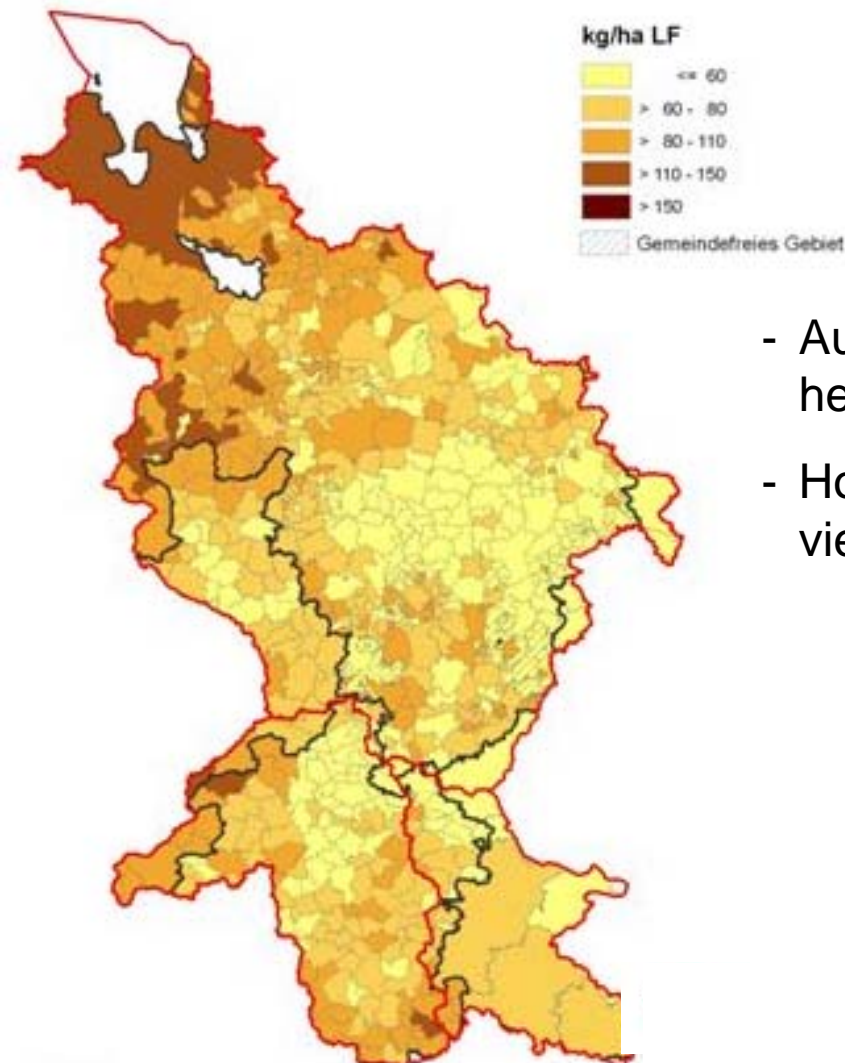 kg/ha LF
<= 60
> 60 - 80
> 80 - 110
> 110 - 150
> 150
Gemeindefreies Gebiet
- Au
he
- Ho
vie